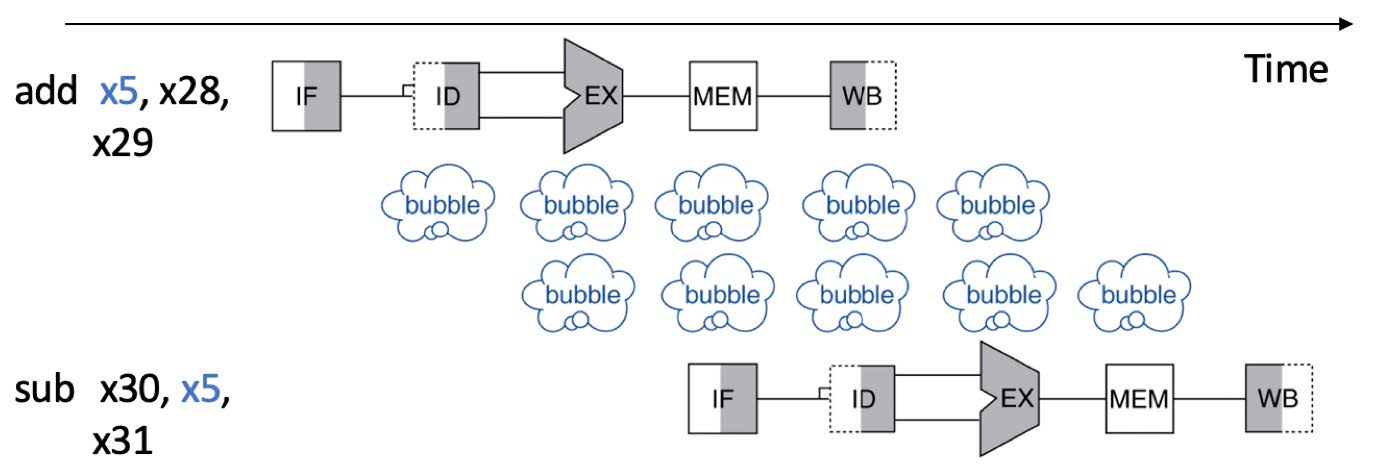 Time
add x5, x28,
x29
IF ID EX MEM WB
bubble bubble bubble bubble bubble
bubble bubble bubble bubble bubble
sub x30, x5,
x31
IF ID EX MEM WB